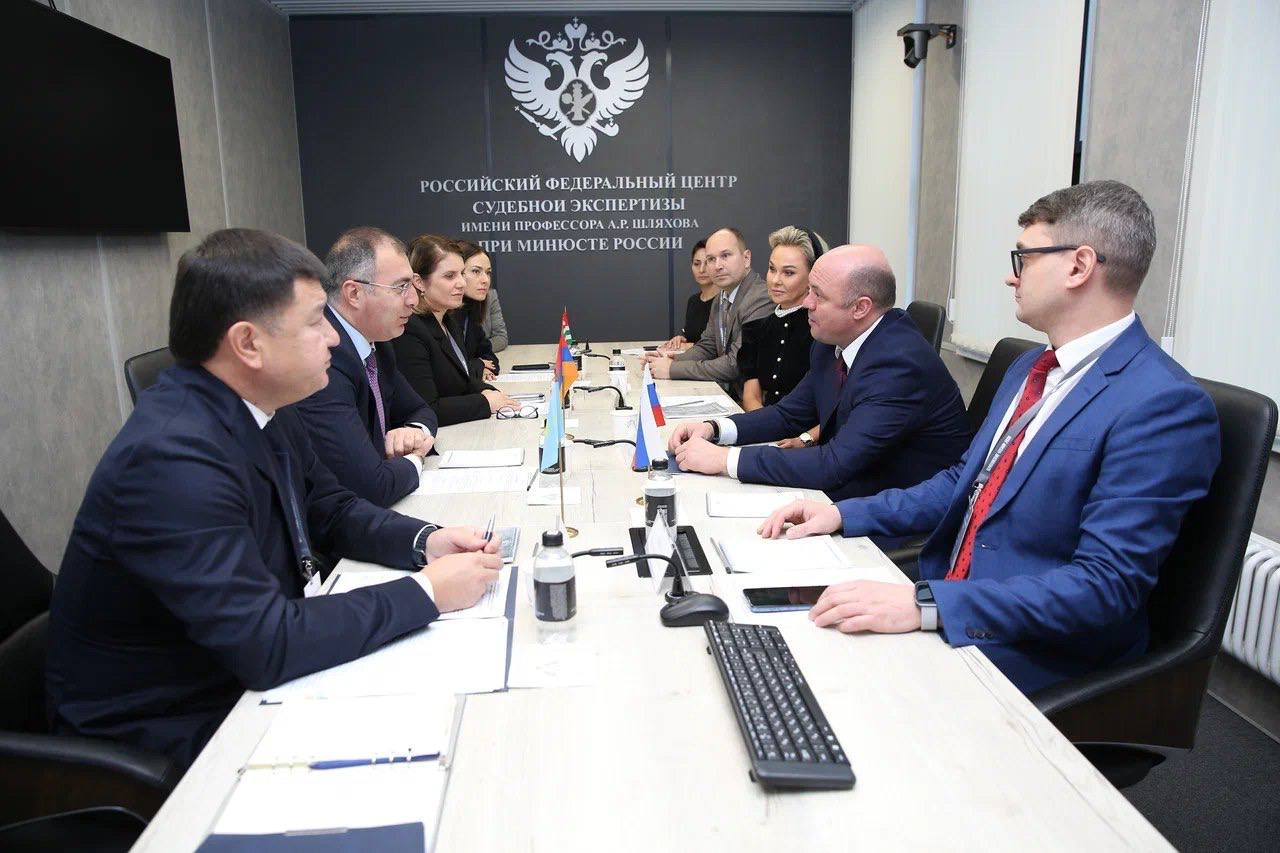 РОССИЙСКИЙ ФЕДЕРАЛЬНЫЙ ЦЕНТР
СУДЕБНОЙ ЭКСПЕРТИЗЫ
ИМЕНИ ПРОФЕССОРА А.Р. ШЛЯХОВА
ПРИ МИНЮСТЕ РОССИИ